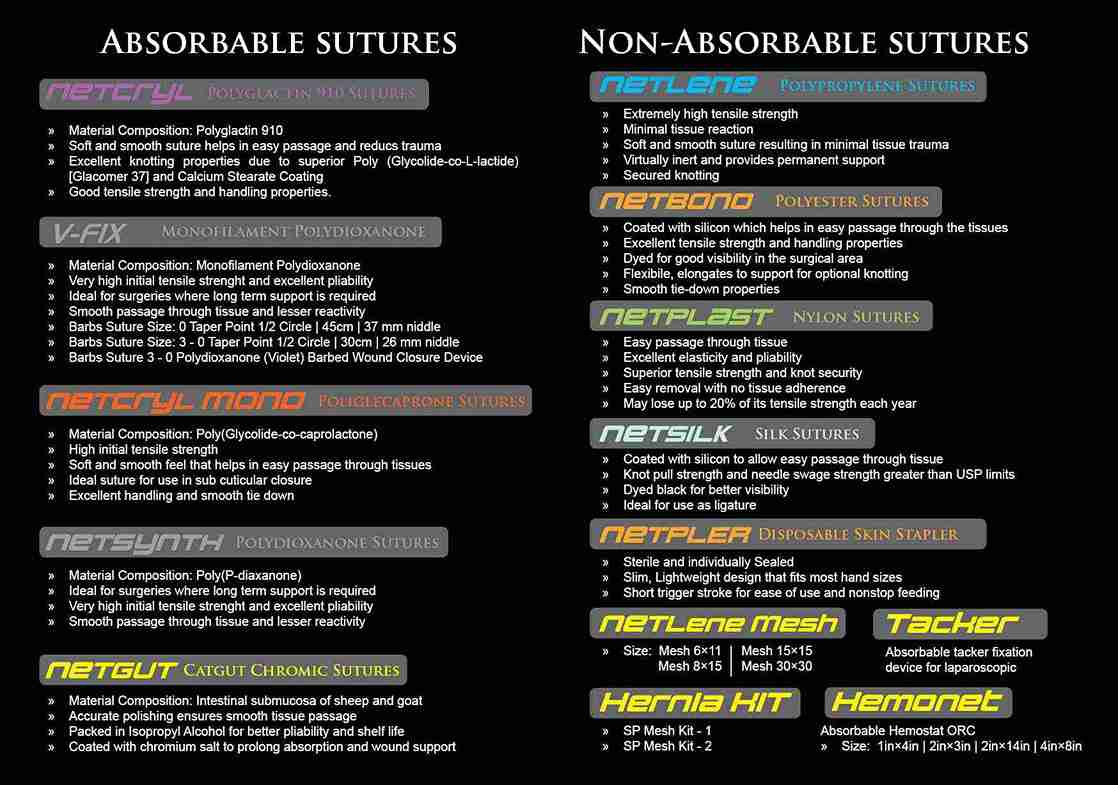 ABSORBABLE SUTURES
NETCRYL POLYGLACTIN 910 SUTURES
» Material Composition: Polyglactin 910
» Soft and smooth suture helps in easy passage and reducs trauma
» Excellent knotting properties due to superior Poly (Glycolide-co-L-lactide)
[Glacomer 37] and Calcium Stearate Coating
» Good tensile strength and handling properties.
V-FIX MONOFILAMENT POLYDIOXANONE
» Material Composition: Monofilament Polydioxanone
» Very high initial tensile strenght and excellent pliability
» Ideal for surgeries where long term support is required
» Smooth passage through tissue and lesser reactivity
» Barbs Suture Size: 0 Taper Point 1/2 Circle | 45cm | 37 mm niddle
» Barbs Suture Size: 3 - 0 Taper Point 1/2 Circle | 30cm | 26 mm niddle
» Barbs Suture 3 - 0 Polydioxanone (Violet) Barbed Wound Closure Device
NETCRYL MONO POLIGLECAPRONE SUTURES
» Material Composition: Poly(Glycolide-co-caprolactone)
» High initial tensile strength
» Soft and smooth feel that helps in easy passage through tissues
» Ideal suture for use in sub cuticular closure
» Excellent handling and smooth tie down
NETSYNTH POLYDIOXANONE SUTURES
» Material Composition: Poly(P-diaxanone)
» Ideal for surgeries where long term support is required
» Very high initial tensile strenght and excellent pliability
» Smooth passage through tissue and lesser reactivity
NETGUT CATGUT CHROMIC SUTURES
» Material Composition: Intestinal submucosa of sheep and goat
» Accurate polishing ensures smooth tissue passage
» Packed in Isopropyl Alcohol for better pliability and shelf life
» Coated with chromium salt to prolong absorption and wound support
NON-ABSORBABLE SUTURES
NETLENE POLYPROPYLENE SUTURES
» Extremely high tensile strength
» Minimal tissue reaction
» Soft and smooth suture resulting in minimal tissue trauma
» Virtually inert and provides permanent support
» Secured knotting
NETBOND POLYESTER SUTURES
» Coated with silicon which helps in easy passage through the tissues
» Excellent tensile strength and handling properties
» Dyed for good visibility in the surgical area
» Flexibile, elongates to support for optional knotting
» Smooth tie-down properties
NETPLAST NYLON SUTURES
» Easy passage through tissue
» Excellent elasticity and pliability
» Superior tensile strength and knot security
» Easy removal with no tissue adherence
» May lose up to 20% of its tensile strength each year
NETSILK SILK SUTURES
» Coated with silicon to allow easy passage through tissue
» Knot pull strength and needle swage strength greater than USP limits
» Dyed black for better visibility
» Ideal for use as ligature
NETPLER DISPOSABLE SKIN STAPLER
» Sterile and individually Sealed
» Slim, Lightweight design that fits most hand sizes
» Short trigger stroke for ease of use and nonstop feeding
NETLENE MESH
» Size: Mesh 6×11 | Mesh 15×15
Mesh 8×15 | Mesh 30×30
TACKER
Absorbable tacker fixation
device for laparoscopic
HERNIA KIT
» SP Mesh Kit - 1
» SP Mesh Kit - 2
HEMONET
Absorbable Hemostat ORC
» Size: 1in×4in | 2in×3in | 2in×14in | 4in×8in